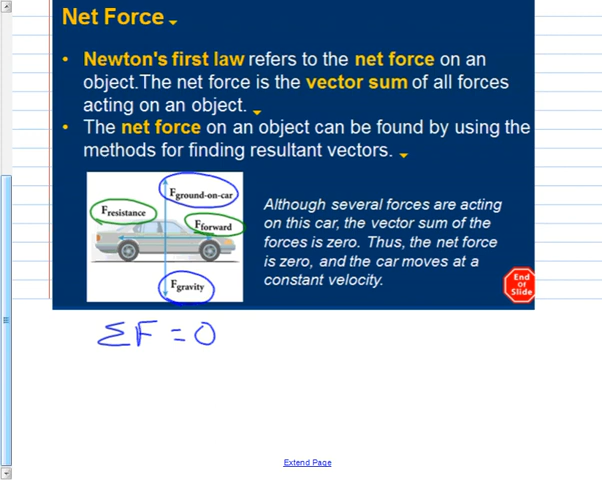 Net Force
• Newton's first law refers to the net force on an
object.The net force is the vector sum of all forces
acting on an object.
• The net force on an object can be found by using the
methods for finding resultant vectors.
Fground-on-car
Fresistance
Fforward
Fgravity
Although several forces are acting
on this car, the vector sum of the
forces is zero. Thus, the net force
is zero, and the car moves at a
constant velocity.
End
Of
Slide
ΣF = 0
Extend Page